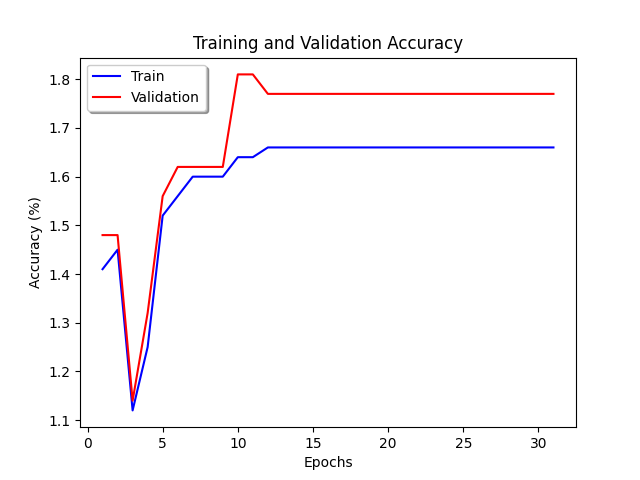 Training and Validation Accuracy
Train
Validation
1.8
1.7
1.6
1.5
1.4
1.3
1.2
1.1
Accuracy (%)
0 5 10 15 20 25 30
Epochs